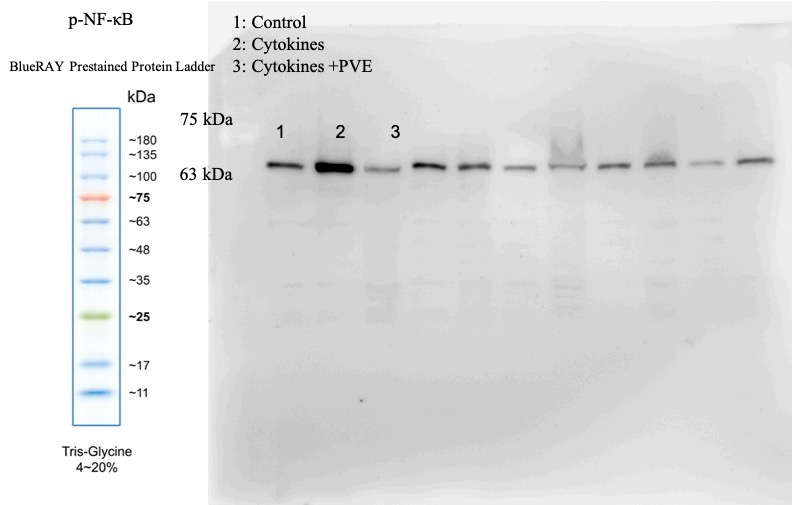 p-NF-κB
BlueRAY Prestained Protein Ladder
kDa
~180
~135
~100
~75
~63
~48
~35
~25
~17
~11
Tris-Glycine
4~20%
1: Control
2: Cytokines
3: Cytokines +PVE
75 kDa
1 2 3
63 kDa